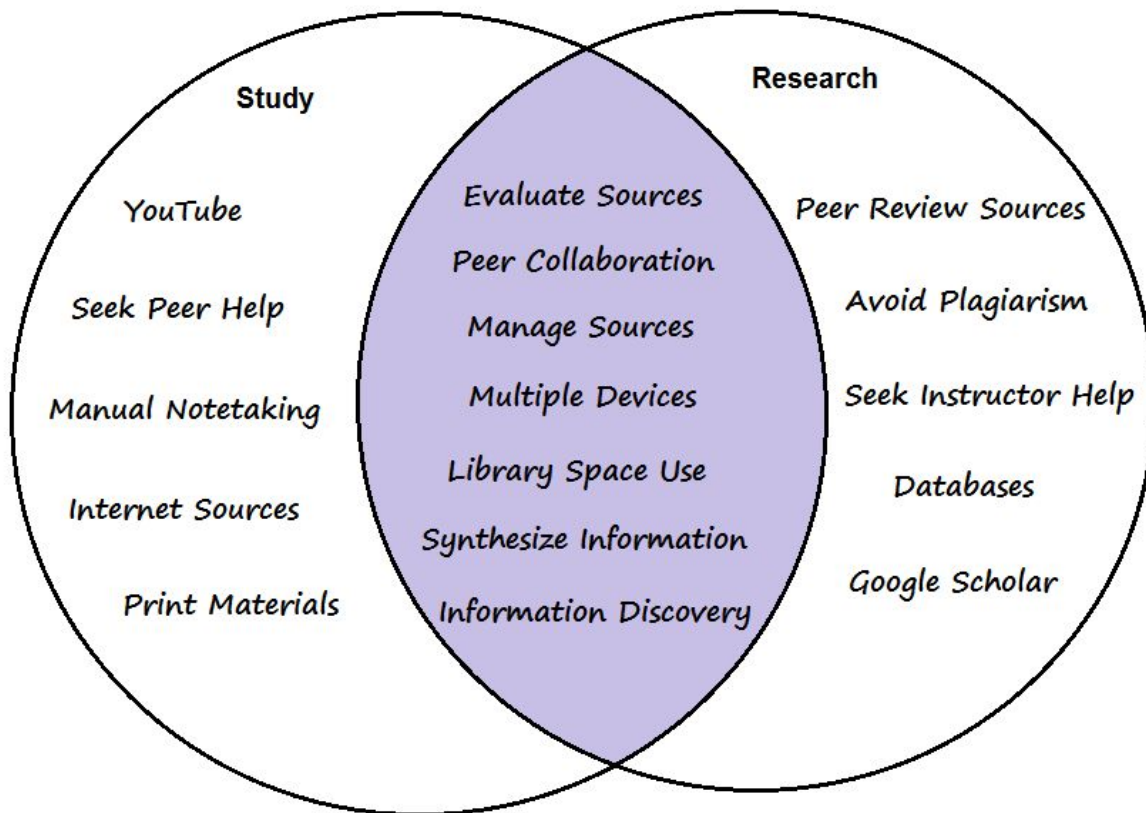 Study
YouTube
Seek Peer Help
Manual Notetaking
Internet Sources
Print Materials
Evaluate Sources
Peer Collaboration
Manage Sources
Multiple Devices
Library Space Use
Synthesize Information
Information Discovery
Research
Peer Review Sources
Avoid Plagiarism
Seek Instructor Help
Databases
Google Scholar